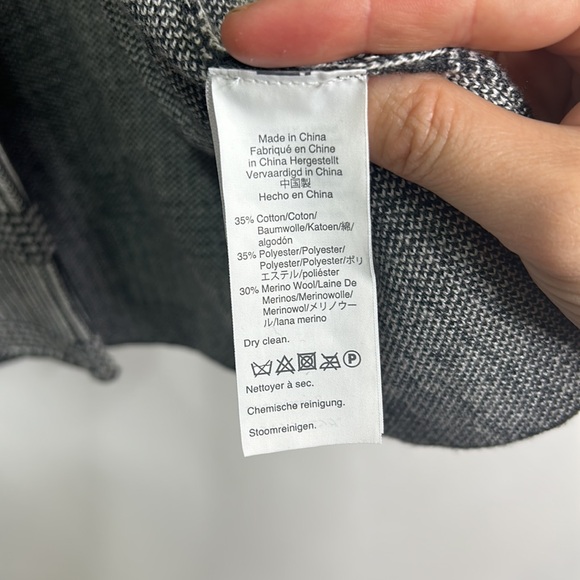 Made in China
Fabriqué en Chine
in China Hergestellt
Vervaardigd in China
中国製
Hecho en China
35% Cotton/Coton/
Baumwolle/Katoen/綿/
algodón
35% Polyester/Polyester/
Polyester/Polyester/ポリ
エステル/poliéster
30% Merino Wool/Laine De
Merinos/Merinowolle/
Merinowol/メリノウー
ル/lana merino
Dry clean.
P
Nettoyer à sec.
Chemische reinigung.
Stoomreinigen.